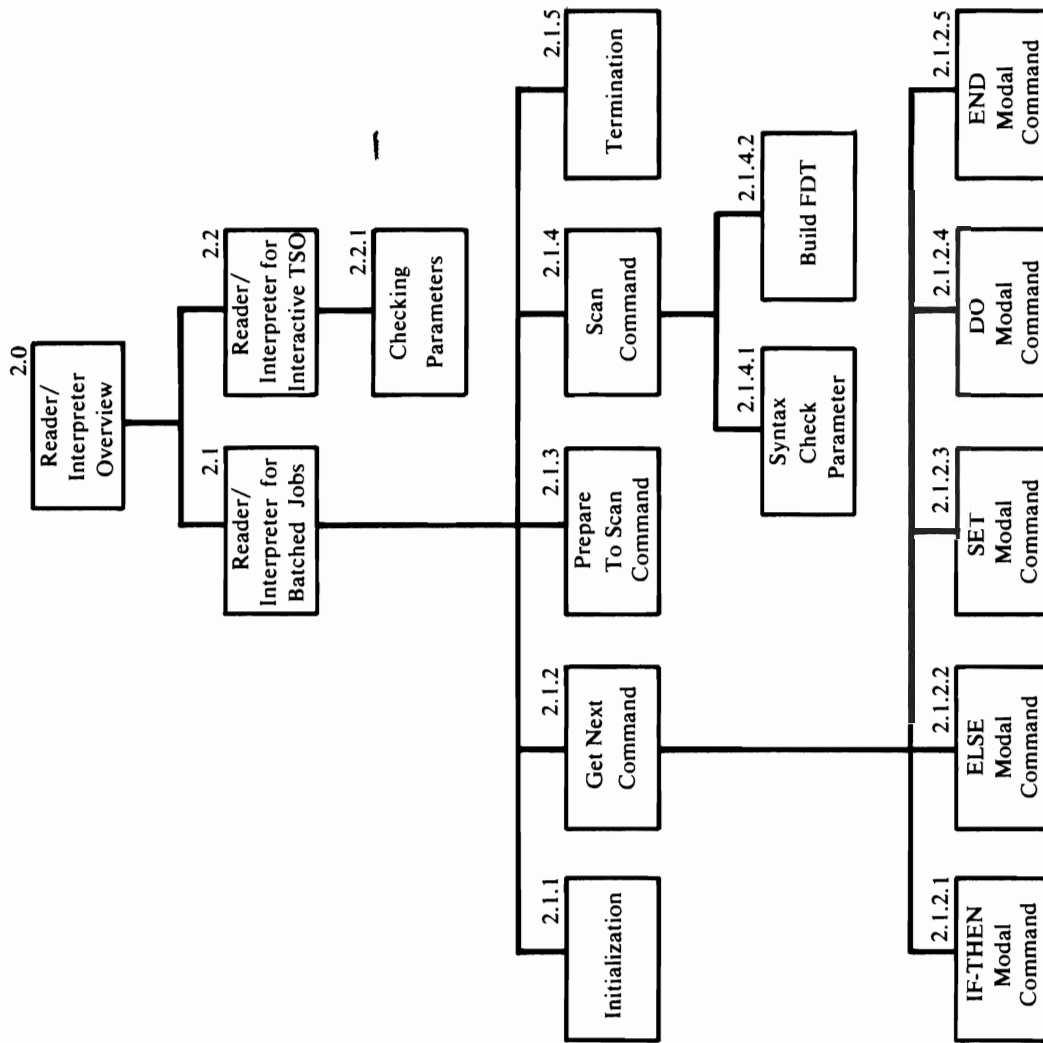 2.0
Reader/
Interpreter
Overview
2.1
Reader/
Interpreter for
Batched Jobs
2.2
Reader/
Interpreter for
Interactive TSO
2.2.1
Checking
Parameters
2.1.1
Initialization
2.1.2
Get Next
Command
2.1.3
Prepare
To Scan
Command
2.1.4
Scan
Command
2.1.5
Termination
2.1.4.1
Syntax
Check
Parameter
2.1.4.2
Build FDT
2.1.2.1
IF-THEN
Modal
Command
2.1.2.2
ELSE
Modal
Command
2.1.2.3
SET
Modal
Command
2.1.2.4
DO
Modal
Command
2.1.2.5
END
Modal
Command